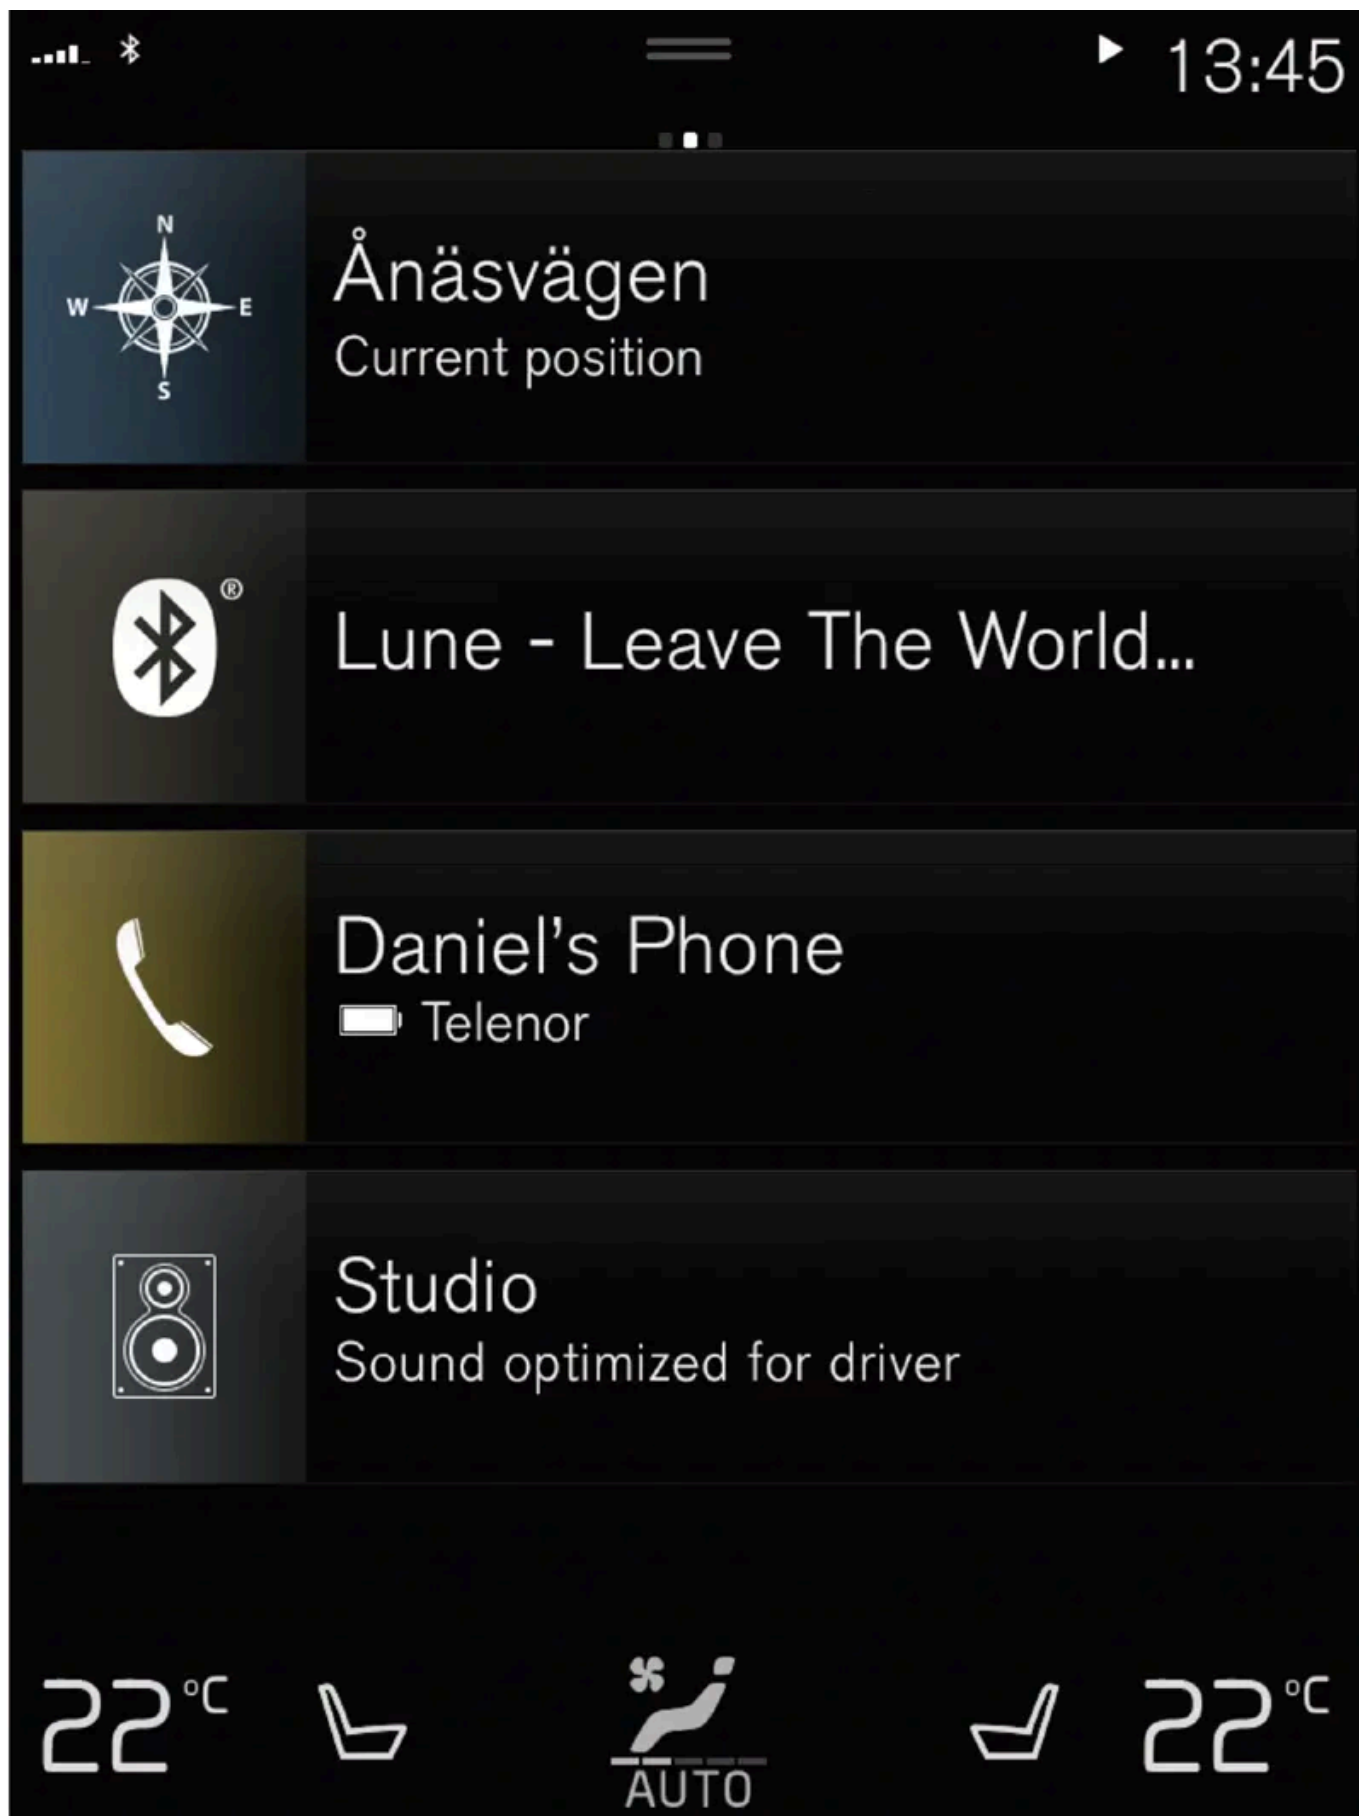 13:45
N
W E
S
Ånäsvägen
Current position
®
Lune - Leave The World...
Daniel's Phone
Telenor
Studio
Sound optimized for driver
22°C 22°C
AUTO